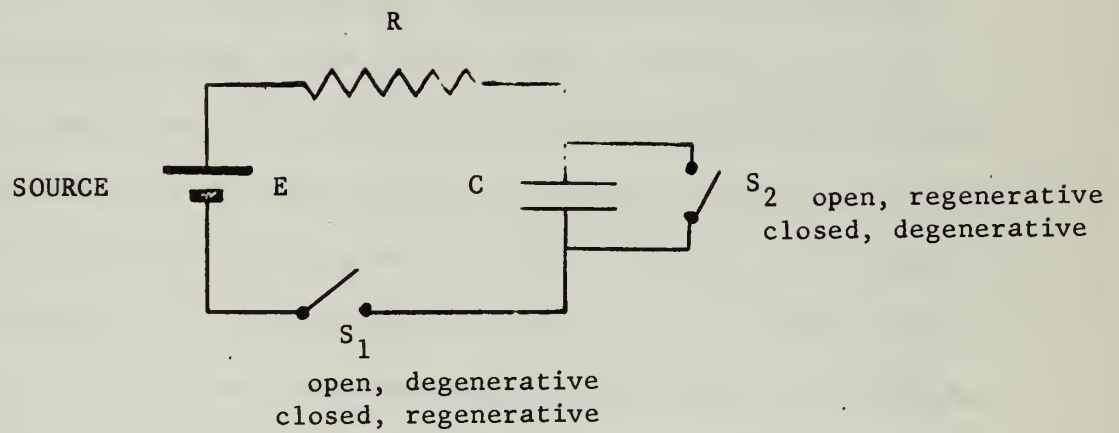 R
SOURCE
E
C
S2 open, regenerative
closed, degenerative
S1
open, degenerative
closed, regenerative